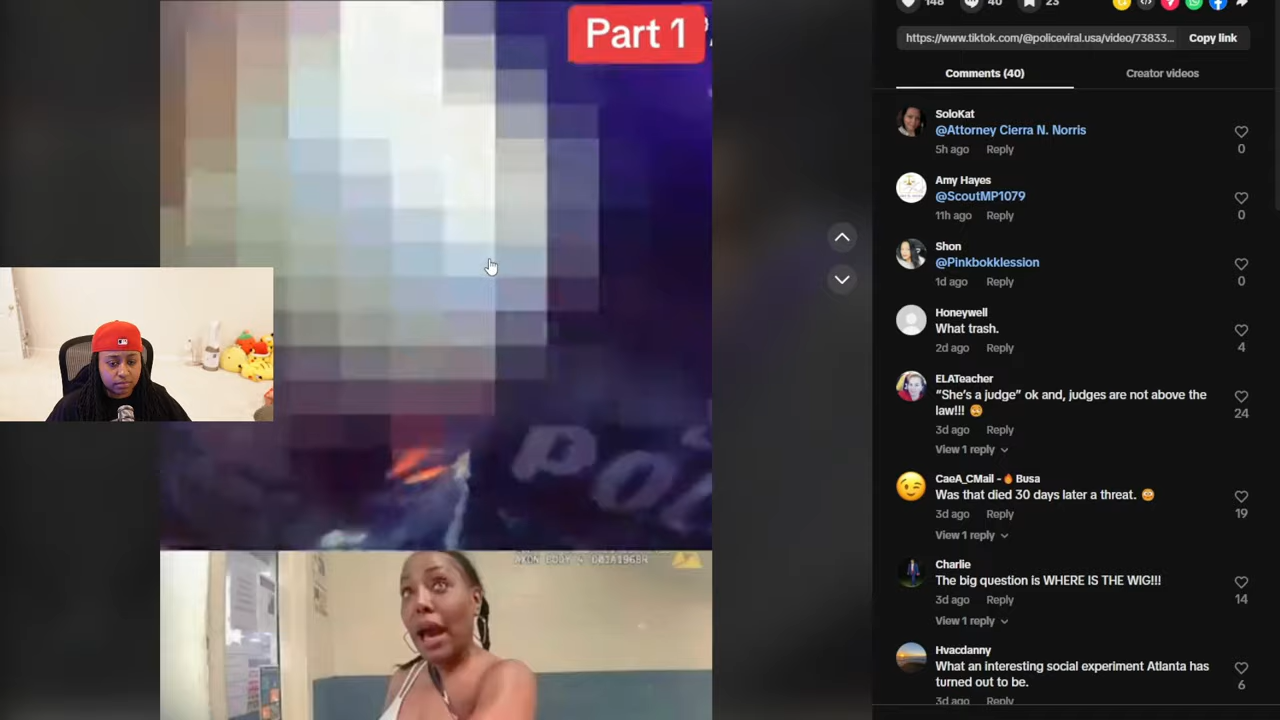 148
40
23
Part 1
https://www.tiktok.com/@policeviral.usa/video/73833...
Copy link
Comments (40)
Creator videos
SoloKat
@Attorney Cierra N. Norris
5h ago
Reply
0
Amy Hayes
@ScoutMP1079
11h ago
Reply
0
Shon
@Pinkbokklession
1d ago
Reply
0
Honeywell
What trash.
2d ago
Reply
4
ELATeacher
“She's a judge” ok and, judges are not above the
law!!! 😩
24
3d ago
Reply
View 1 reply
CaeA_CMail - 🔥 Busa
Was that died 30 days later a threat.
3d ago
Reply
19
View 1 reply
Charlie
The big question is WHERE IS THE WIG!!!
3d ago
Reply
14
View 1 reply
Hvacdanny
What an interesting social experiment Atlanta has
turned out to be.
6
3d ago
Reply